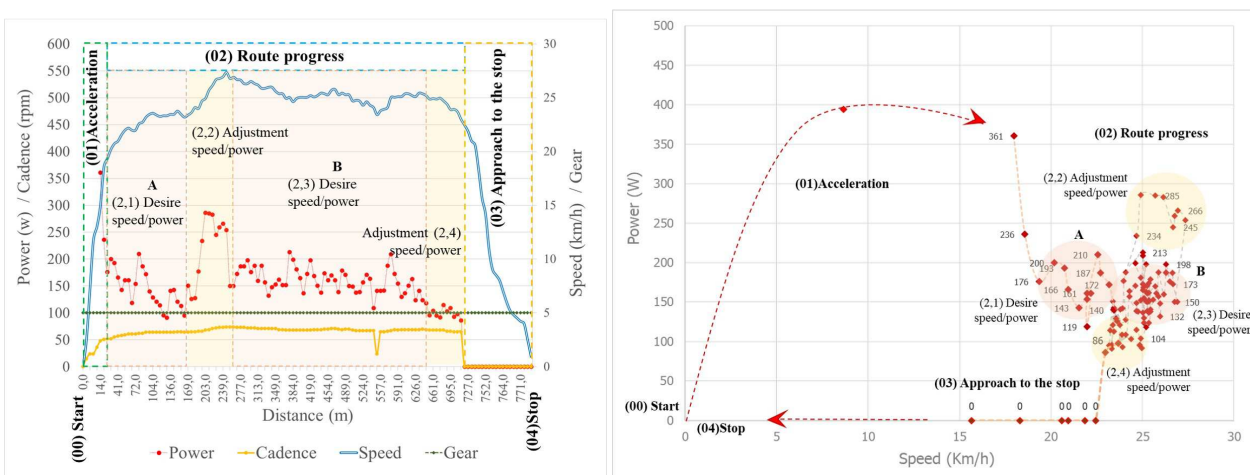 600
550
500
450
400
350
300
250
200
150
100
50
0
Power (w) / Cadence (rpm)
30
25
20
15
10
5
0
Speed (km/h) / Gear
(01)Acceleration
(02) Route progress
(2,2) Adjustment
speed/power
A
(2,1) Desire
speed/power
B
(2,3) Desire
speed/power
Adjustment (2,4)
speed/power
(03) Approach to the stop
0,0
14,0
41,0
72,0
104,0
136,0
169,0
203,0
239,0
277,0
313,0
349,0
384,0
419,0
454,0
489,0
525,0
557,0
591,0
626,0
661,0
695,0
727,0
752,0
765,0
771,0
Distance (m)
(00) Start
(04)Stop
Power
Cadence
Speed
Gear
500
450
400
350
300
250
200
150
100
50
Power (W)
(01)Acceleration
361
(02) Route progress
(2,2) Adjustment
speed/power
285
266
245
236
234
A
210
213
200
193
187
198
B
176
166
161
172
173
143
140
150
(2,1) Desire
speed/power
119
132
(2,3) Desire
speed/power
86
104
(2,4) Adjustment
speed/power
(03) Approach to the stop
(00) Start
0
0
0
0
0
0
(04)Stop
0
5
10
15
20
25
30
Speed (Km/h)